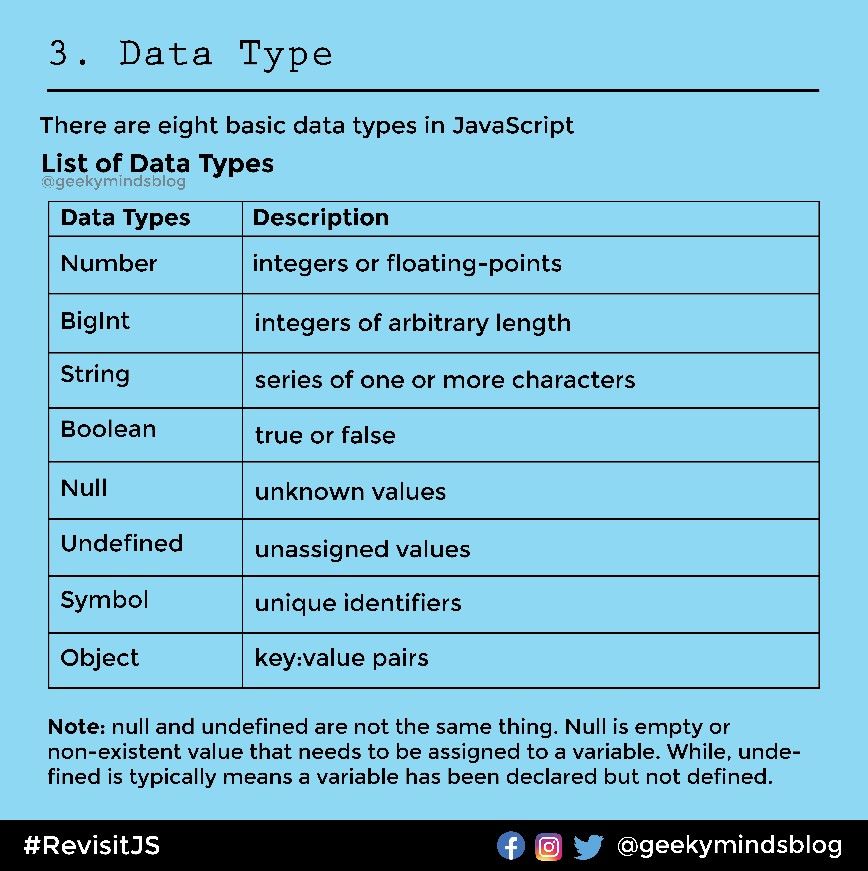 3. Data Type
There are eight basic data types in JavaScript
List of Data Types
@geekymindsblog
Data Types Description
Number integers or floating-points
BigInt integers of arbitrary length
String series of one or more characters
Boolean true or false
Null unknown values
Undefined unassigned values
Symbol unique identifiers
Object key:value pairs
Note: null and undefined are not the same thing. Null is empty or
non-existent value that needs to be assigned to a variable. While, unde-
fined is typically means a variable has been declared but not defined.
#RevisitJS @geekymindsblog